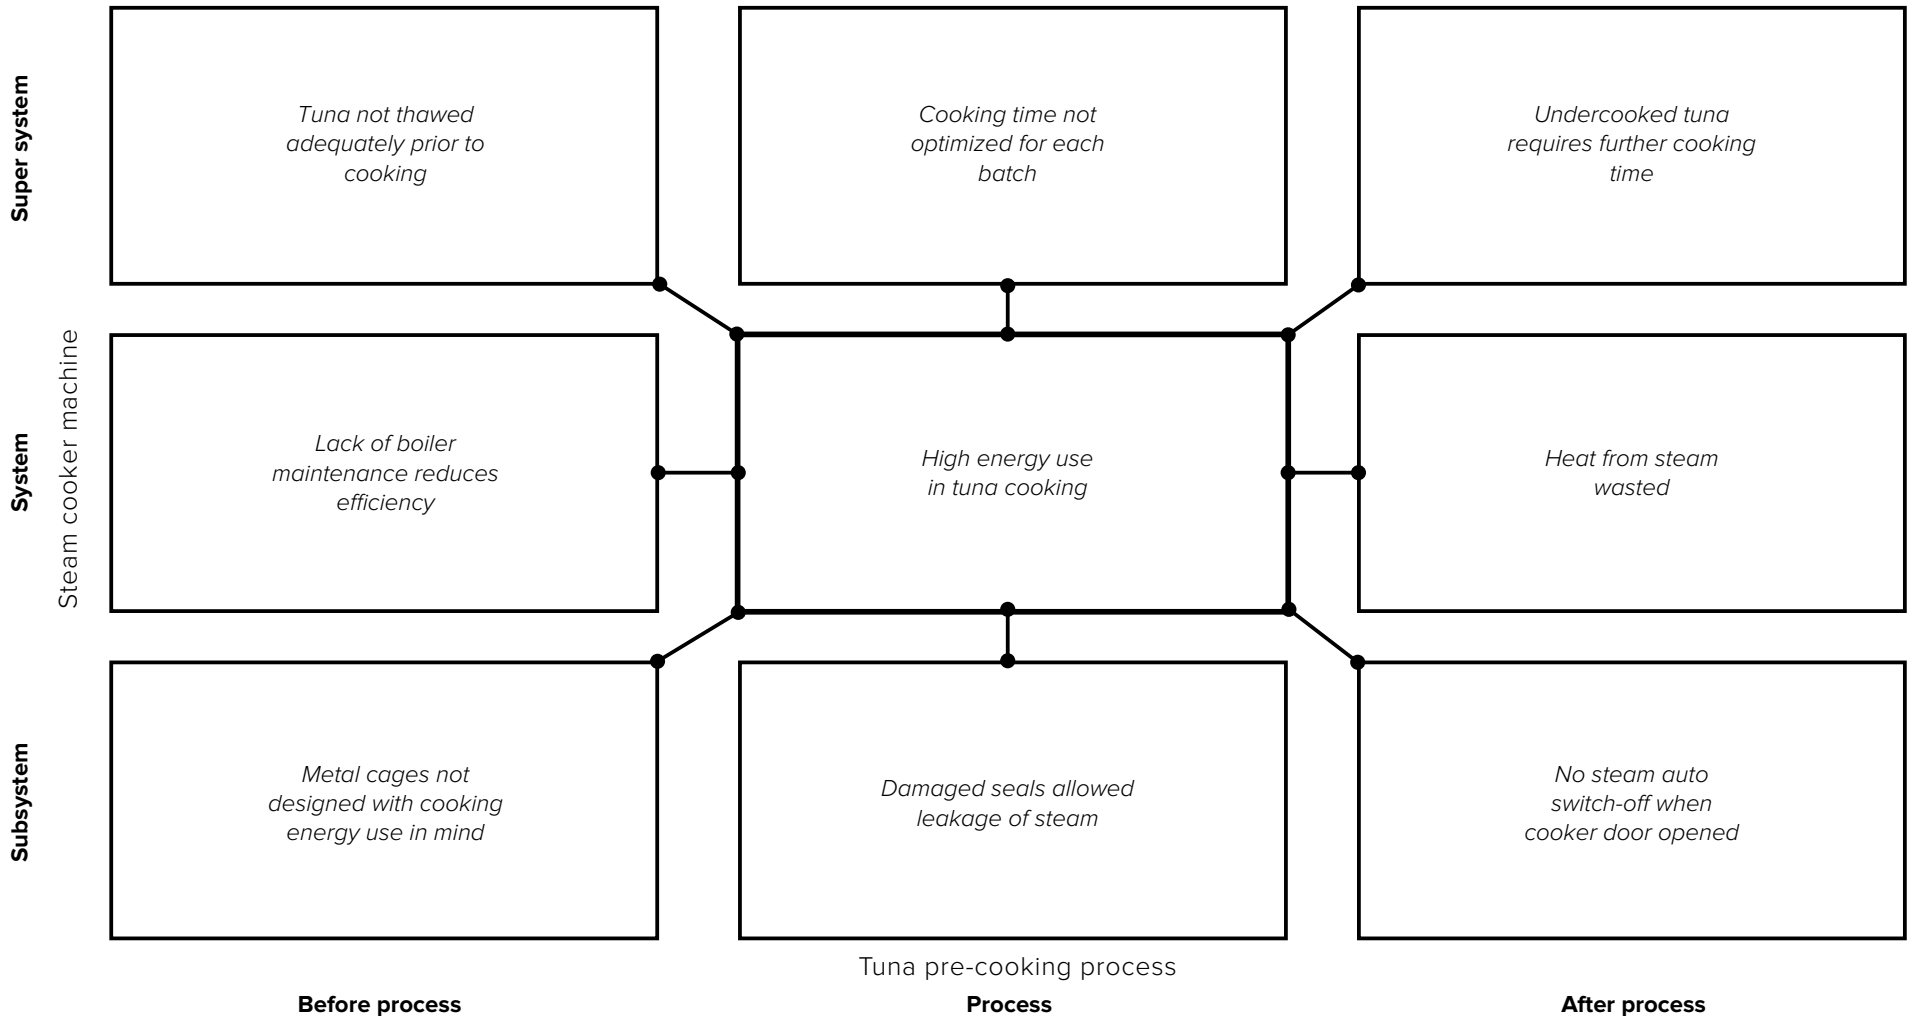 Super system
Tuna not thawed
adequately prior to
cooking
Cooking time not
optimized for each
batch
Undercooked tuna
requires further cooking
time
System
Steam cooker machine
Lack of boiler
maintenance reduces
efficiency
High energy use
in tuna cooking
Heat from steam
wasted
Subsystem
Metal cages not
designed with cooking
energy use in mind
Damaged seals allowed
leakage of steam
No steam auto
switch-off when
cooker door opened
Tuna pre-cooking process
Before process
Process
After process